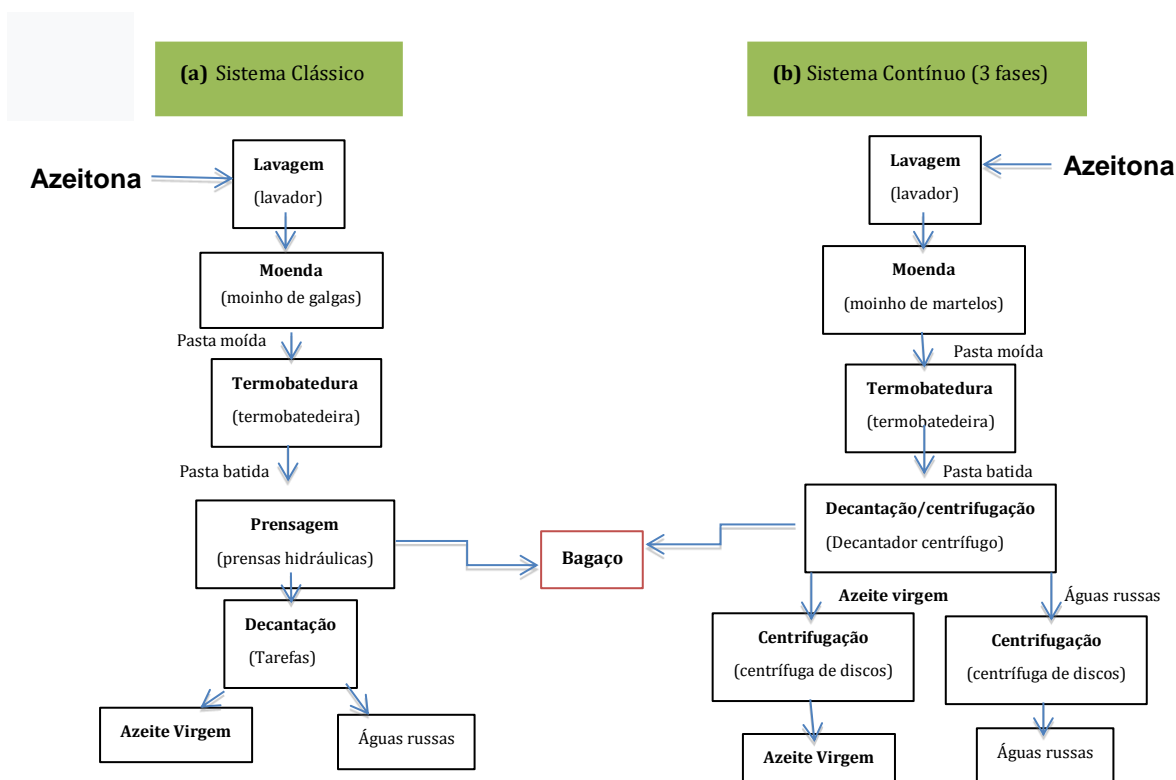 (a) Sistema Clássico
Azeitona
Lavagem
(lavador)
Moenda
(moinho de galgas)
Pasta moída
Termobatedura
(termobatedeira)
Pasta batida
Prensagem
(prensas hidráulicas)
Decantação
(Tarefas)
Azeite Virgem
Águas russas
Bagaço
(b) Sistema Contínuo (3 fases)
Lavagem
(lavador)
Azeitona
Moenda
(moinho de martelos)
Pasta moída
Termobatedura
(termobatedeira)
Pasta batida
Decantação/centrifugação
(Decantador centrífugo)
Azeite virgem
Águas russas
Centrifugação
(centrífuga de discos)
Centrifugação
(centrífuga de discos)
Azeite Virgem
Águas russas